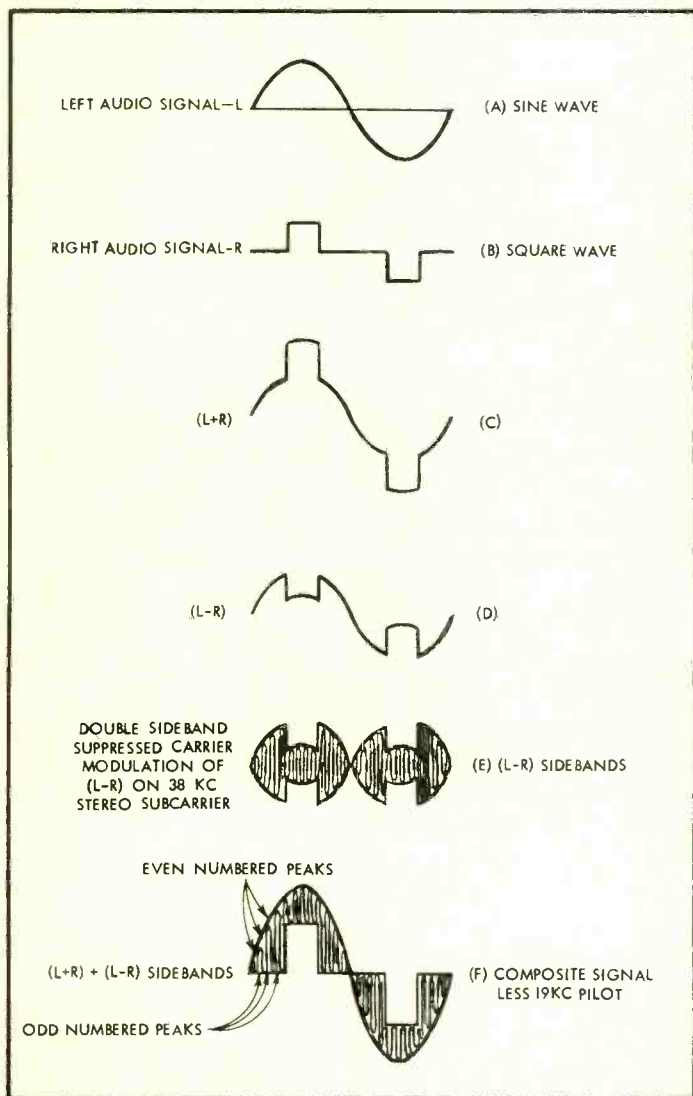 LEFT AUDIO SIGNAL—L
(A) SINE WAVE
RIGHT AUDIO SIGNAL-R
(B) SQUARE WAVE
(L+R)
(C)
(L−R)
(D)
DOUBLE SIDEBAND
SUPPRESSED CARRIER
MODULATION OF
(L−R) ON 38 KC
STEREO SUBCARRIER
(E) (L−R) SIDEBANDS
EVEN NUMBERED PEAKS
(L+R) + (L−R) SIDEBANDS
(F) COMPOSITE SIGNAL
LESS 19KC PILOT
ODD NUMBERED PEAKS